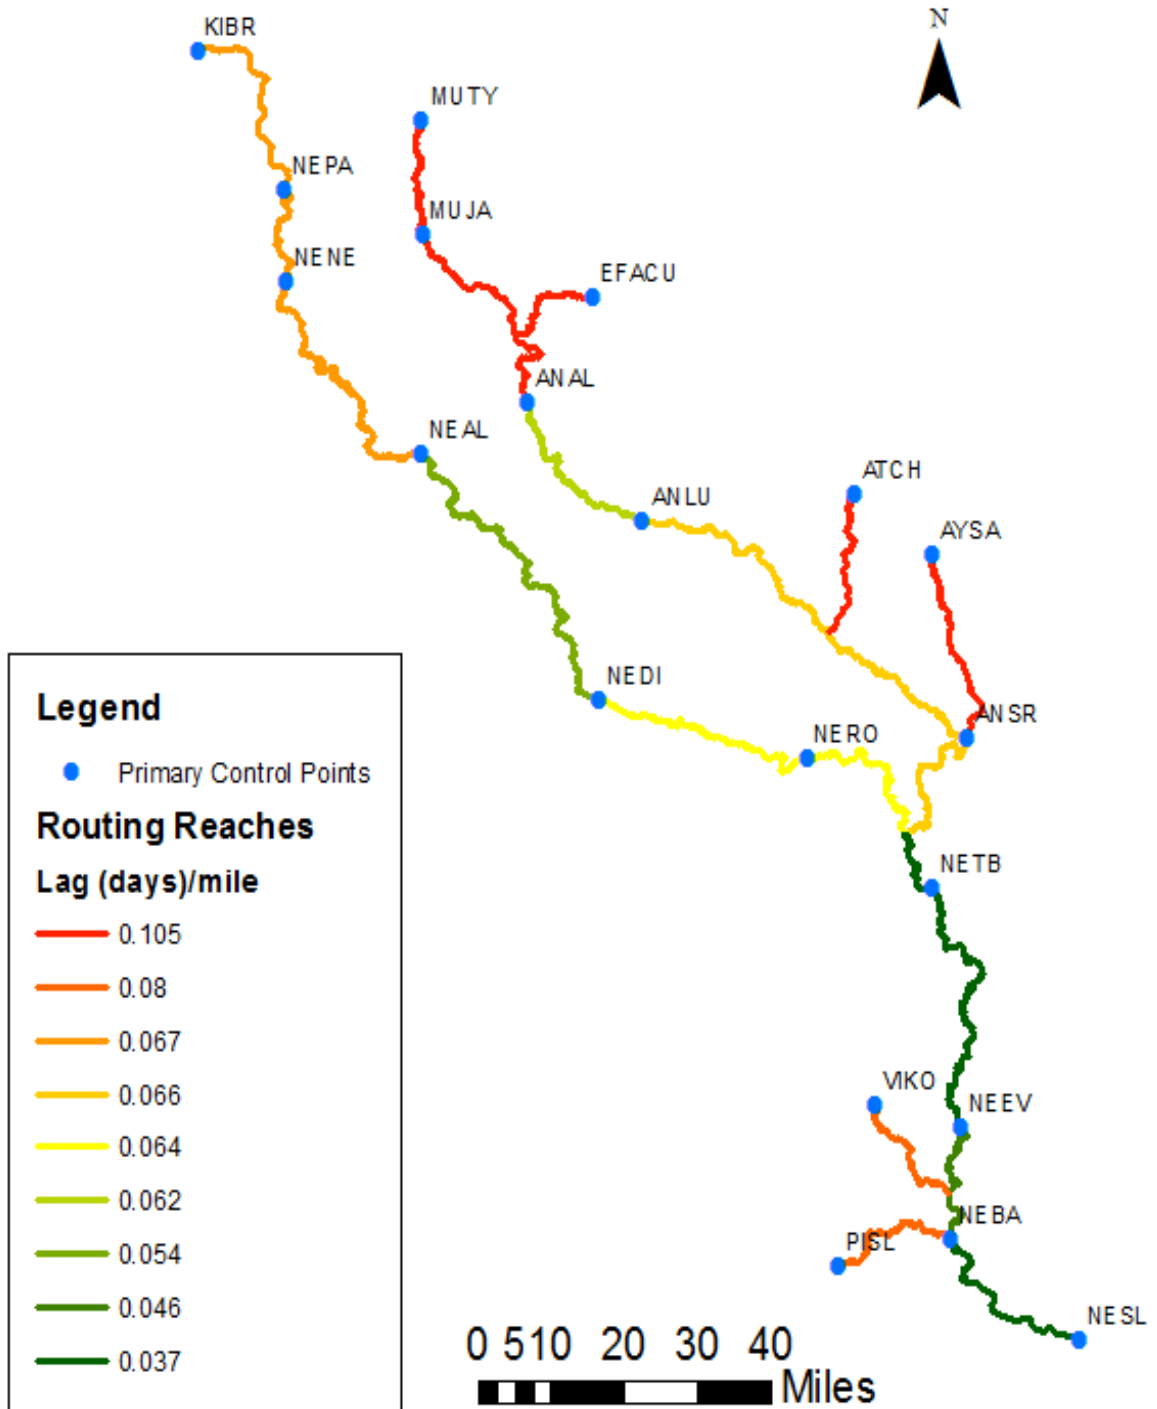 N
KIBR
MUTY
NEPA
MUJA
NENE
EFACU
ANAL
NEAL
ATCH
ANLU
AYSA
NEDI
ANSR
NERO
NETB
VIKO
NEEV
NEBA
PISL
NESL
Legend
Primary Control Points
Routing Reaches
Lag (days)/mile
0.105
0.08
0.067
0.066
0.064
0.062
0.054
0.046
0.037
0 5 10 20 30 40
Miles